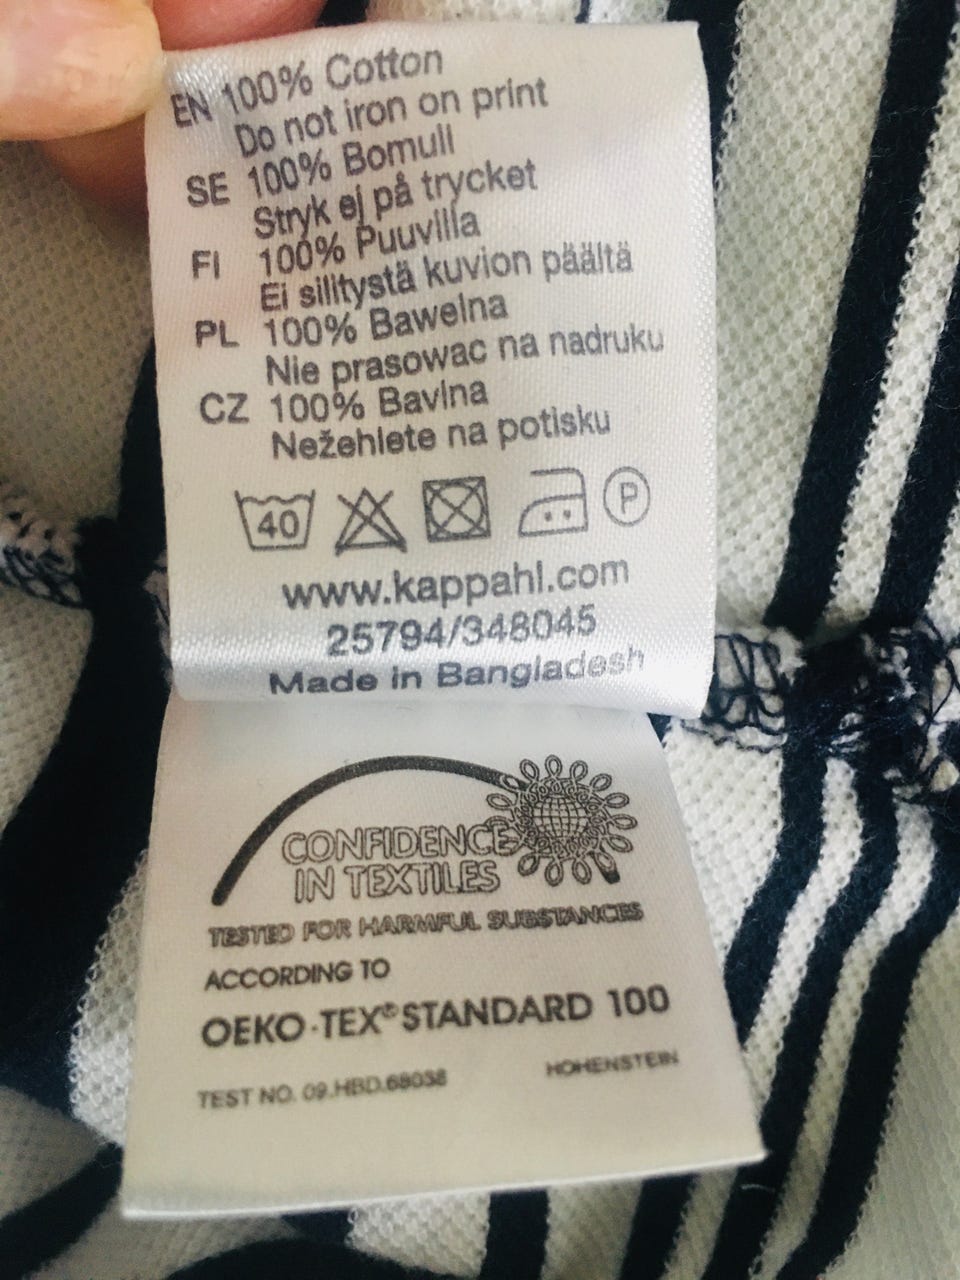 EN 100% Cotton
Do not iron on print
SE 100% Bomull
Stryk ej på trycket
FI 100% Puuvilla
Ei silitystä kuvion päältä
PL 100% Bawelna
Nie prasowac na nadruku
CZ 100% Bavlna
Nežehlete na potisku
40 P
www.kappahl.com
25794/348045
Made in Bangladesh
CONFIDENCE
IN TEXTILES
TESTED FOR HARMFUL SUBSTANCES
ACCORDING TO
OEKO-TEX® STANDARD 100
TEST NO. 09.HBD.68038 HOHENSTEIN